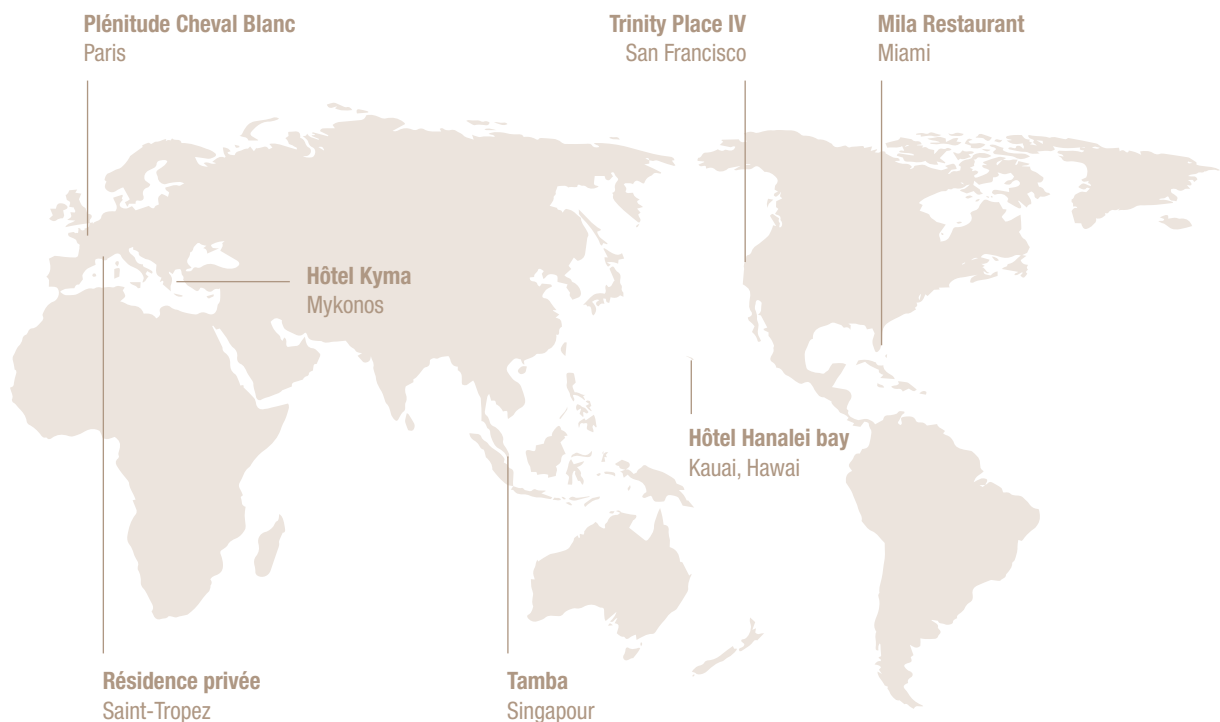 Plénitude Cheval Blanc
Paris
Trinity Place IV
San Francisco
Mila Restaurant
Miami
Hôtel Kyma
Mykonos
Hôtel Hanalei bay
Kauai, Hawai
Résidence privée
Saint-Tropez
Tamba
Singapour